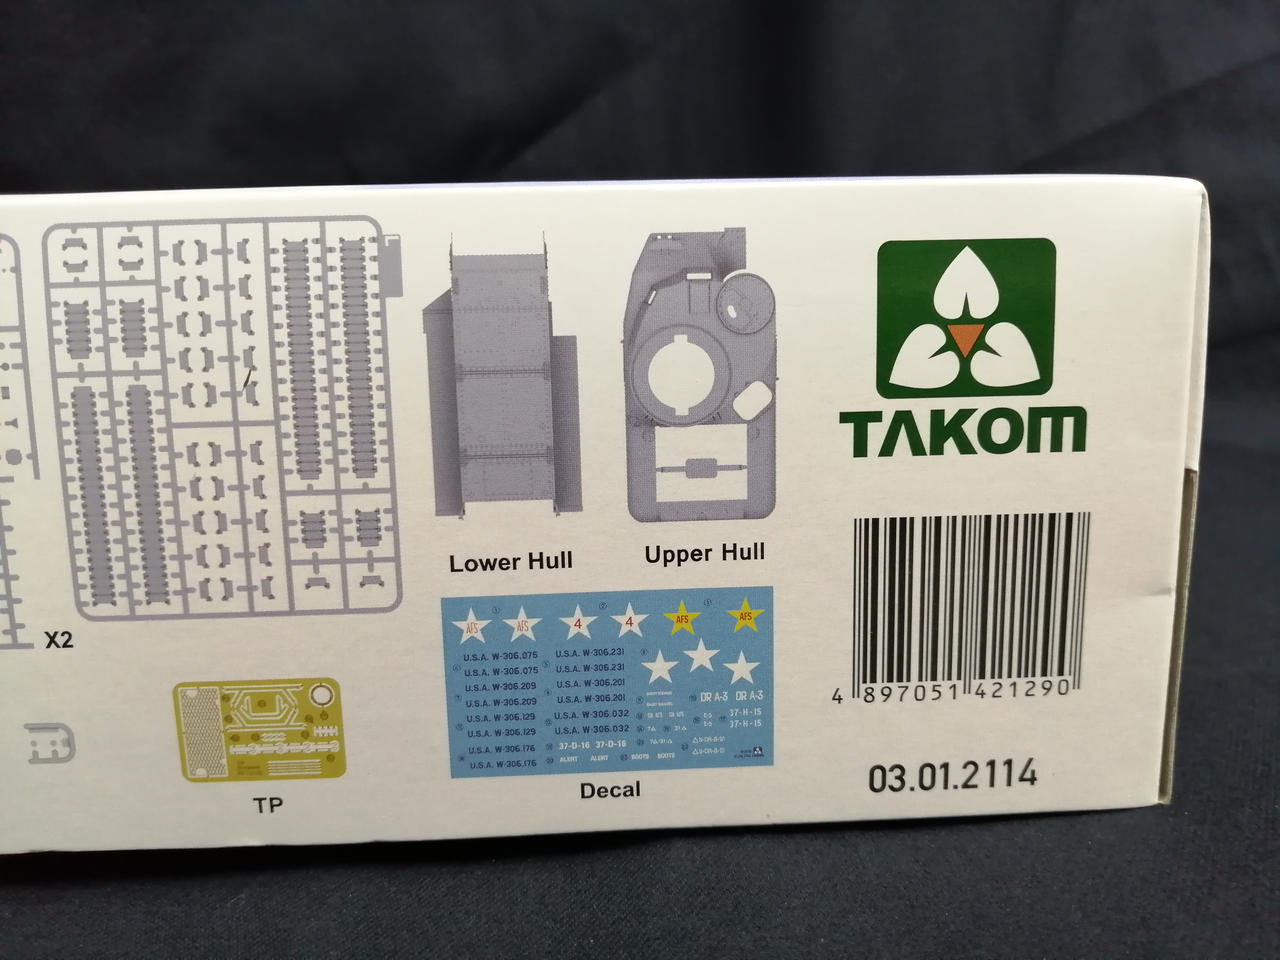 X2
TP
Lower Hull
Upper Hull
AFS AFS 4 4 AFS AFS
U.S.A. W-306.075 U.S.A. W-306.231
U.S.A. W-306.075 U.S.A. W-306.231
U.S.A. W-306.209 U.S.A. W-306.201
U.S.A. W-306.209 U.S.A. W-306.201
U.S.A. W-306.129 U.S.A. W-306.032
U.S.A. W-306.129 U.S.A. W-306.032
U.S.A. W-306.176 37-D-16 37-D-16
U.S.A. W-306.176 ALERT ALERT BOOTS BOOTS
DR A-3 DR A-3
37-H-15
37-H-15
Decal
TAKOM
4 897051 421290
03.01.2114